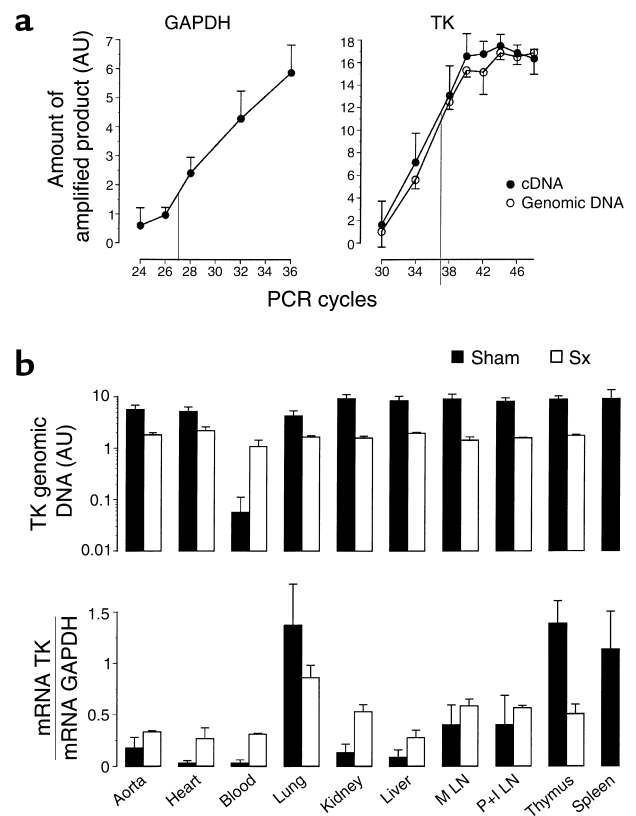 a
GAPDH
TK
Amount of
amplified product (AU)
7
6
5
4
3
2
1
0
24 26 28 30 32 34 36
18
16
14
12
10
8
6
4
2
0
30 34 38 42 46
cDNA
Genomic DNA
PCR cycles
b
Sham Sx
TK genomic
DNA (AU)
10
1
0.1
0.01
mRNA TK
mRNA GAPDH
1.5
1
0.5
0
Aorta Heart Blood Lung Kidney Liver M LN P+I LN Thymus Spleen